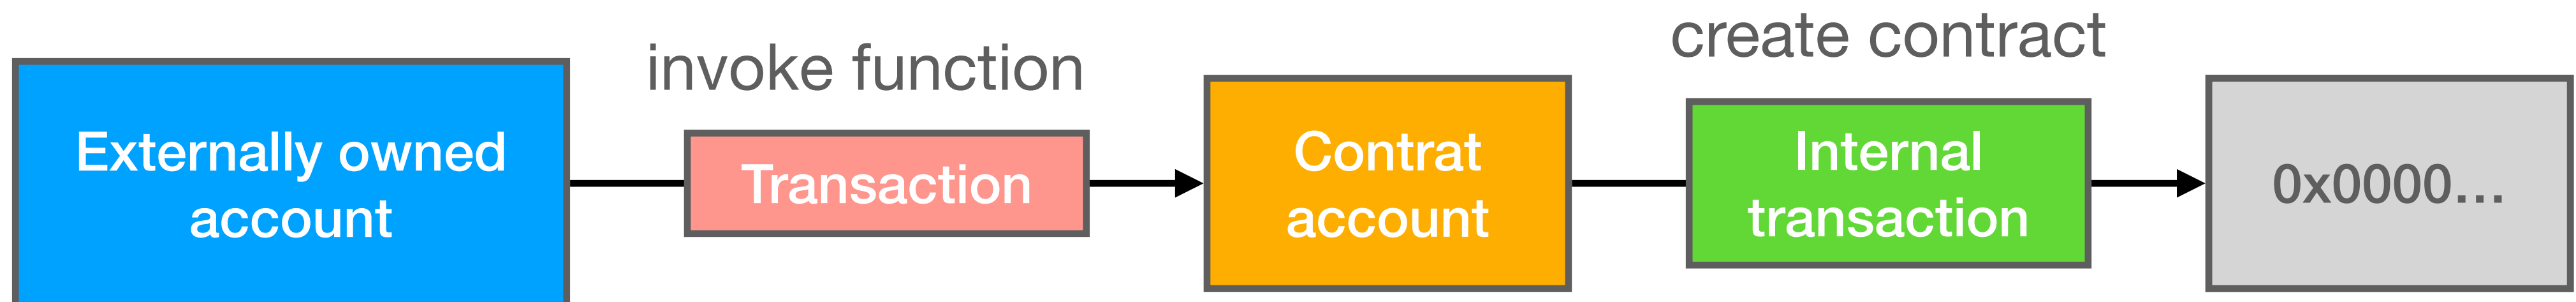 Externally owned
account
invoke function
Transaction
Contrat
account
create contract
Internal
transaction
0x0000...